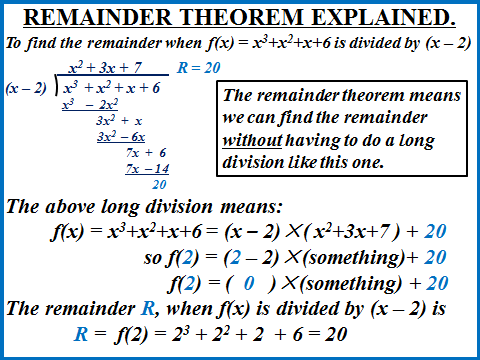 REMAINDER THEOREM EXPLAINED.
To find the remainder when f(x) = x³+x²+x+6 is divided by (x – 2)
x² + 3x + 7 R = 20
(x – 2) ) x³ + x² + x + 6
x³ – 2x²
3x² + x
3x² – 6x
7x + 6
7x – 14
20
The remainder theorem means
we can find the remainder
without having to do a long
division like this one.
The above long division means:
f(x) = x³+x²+x+6 = (x – 2) ×( x²+3x+7 ) + 20
so f(2) = (2 – 2) ×(something)+ 20
f(2) = ( 0 ) ×(something) + 20
The remainder R, when f(x) is divided by (x – 2) is
R = f(2) = 2³ + 2² + 2 + 6 = 20